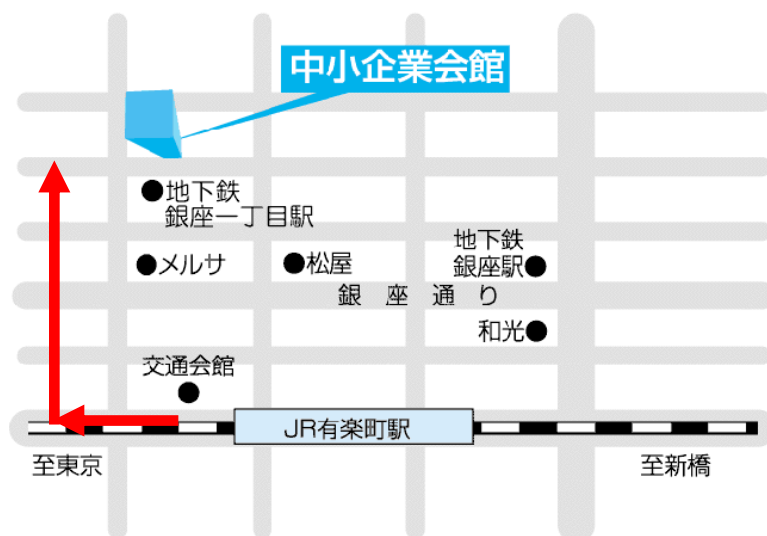 中小企業会館
地下鉄
銀座一丁目駅
メルサ
松屋
地下鉄
銀座駅
銀座通り
和光
交通会館
JR有楽町駅
至東京
至新橋